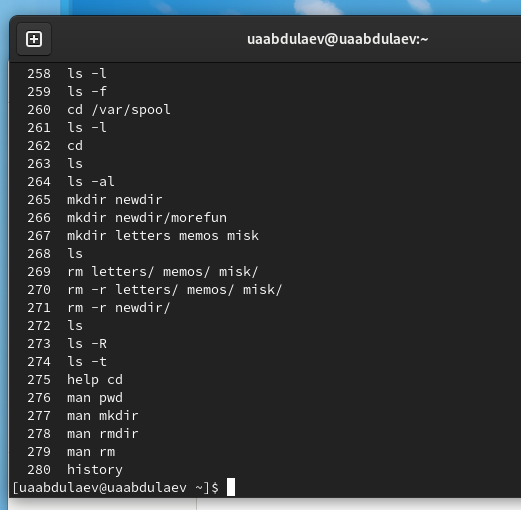 uaabdulaev@uaabdulaev:~
258 ls -l
259 ls -f
260 cd /var/spool
261 ls -l
262 cd
263 ls
264 ls -al
265 mkdir newdir
266 mkdir newdir/morefun
267 mkdir letters memos misk
268 ls
269 rm letters/ memos/ misk/
270 rm -r letters/ memos/ misk/
271 rm -r newdir/
272 ls
273 ls -R
274 ls -t
275 help cd
276 man pwd
277 man mkdir
278 man rmdir
279 man rm
280 history
[uaabdulaev@uaabdulaev ~]$